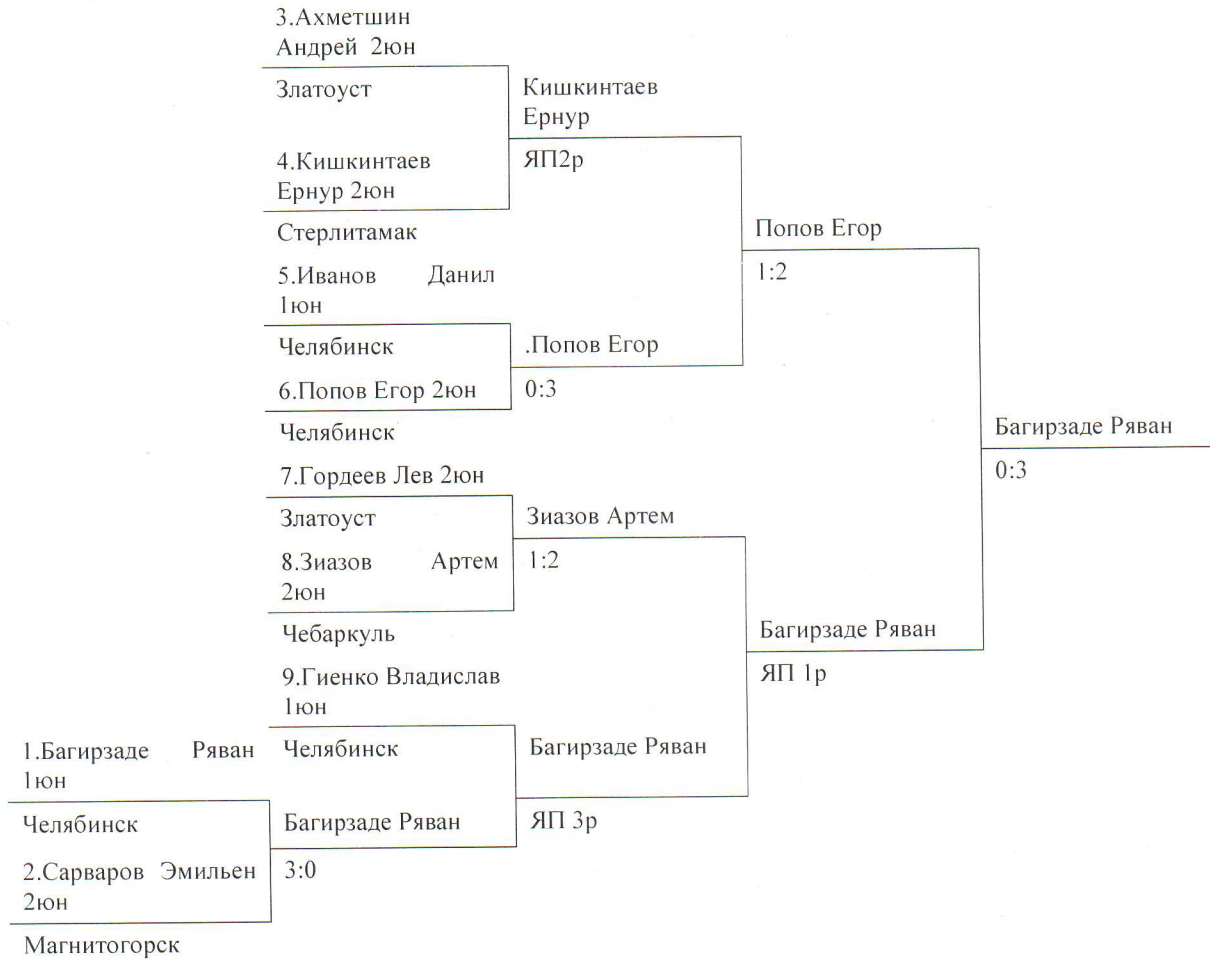 3.Ахметшин
Андрей 2юн
Златоуст
Кишкинтаев
Ернур
4.Кишкинтаев
Ернур 2юн
ЯП2р
Стерлитамак
Попов Егор
5.Иванов Данил
1юн
1:2
Челябинск
.Попов Егор
6.Попов Егор 2юн
0:3
Челябинск
Багирзаде Ряван
7.Гордеев Лев 2юн
0:3
Златоуст
Зиазов Артем
8.Зиазов Артем
2юн
1:2
Чебаркуль
Багирзаде Ряван
9.Гиенко Владислав
1юн
ЯП 1р
1.Багирзаде Ряван
1юн
Челябинск
Багирзаде Ряван
Челябинск
Багирзаде Ряван
ЯП 3р
2.Сарваров Эмильен
2юн
3:0
Магнитогорск